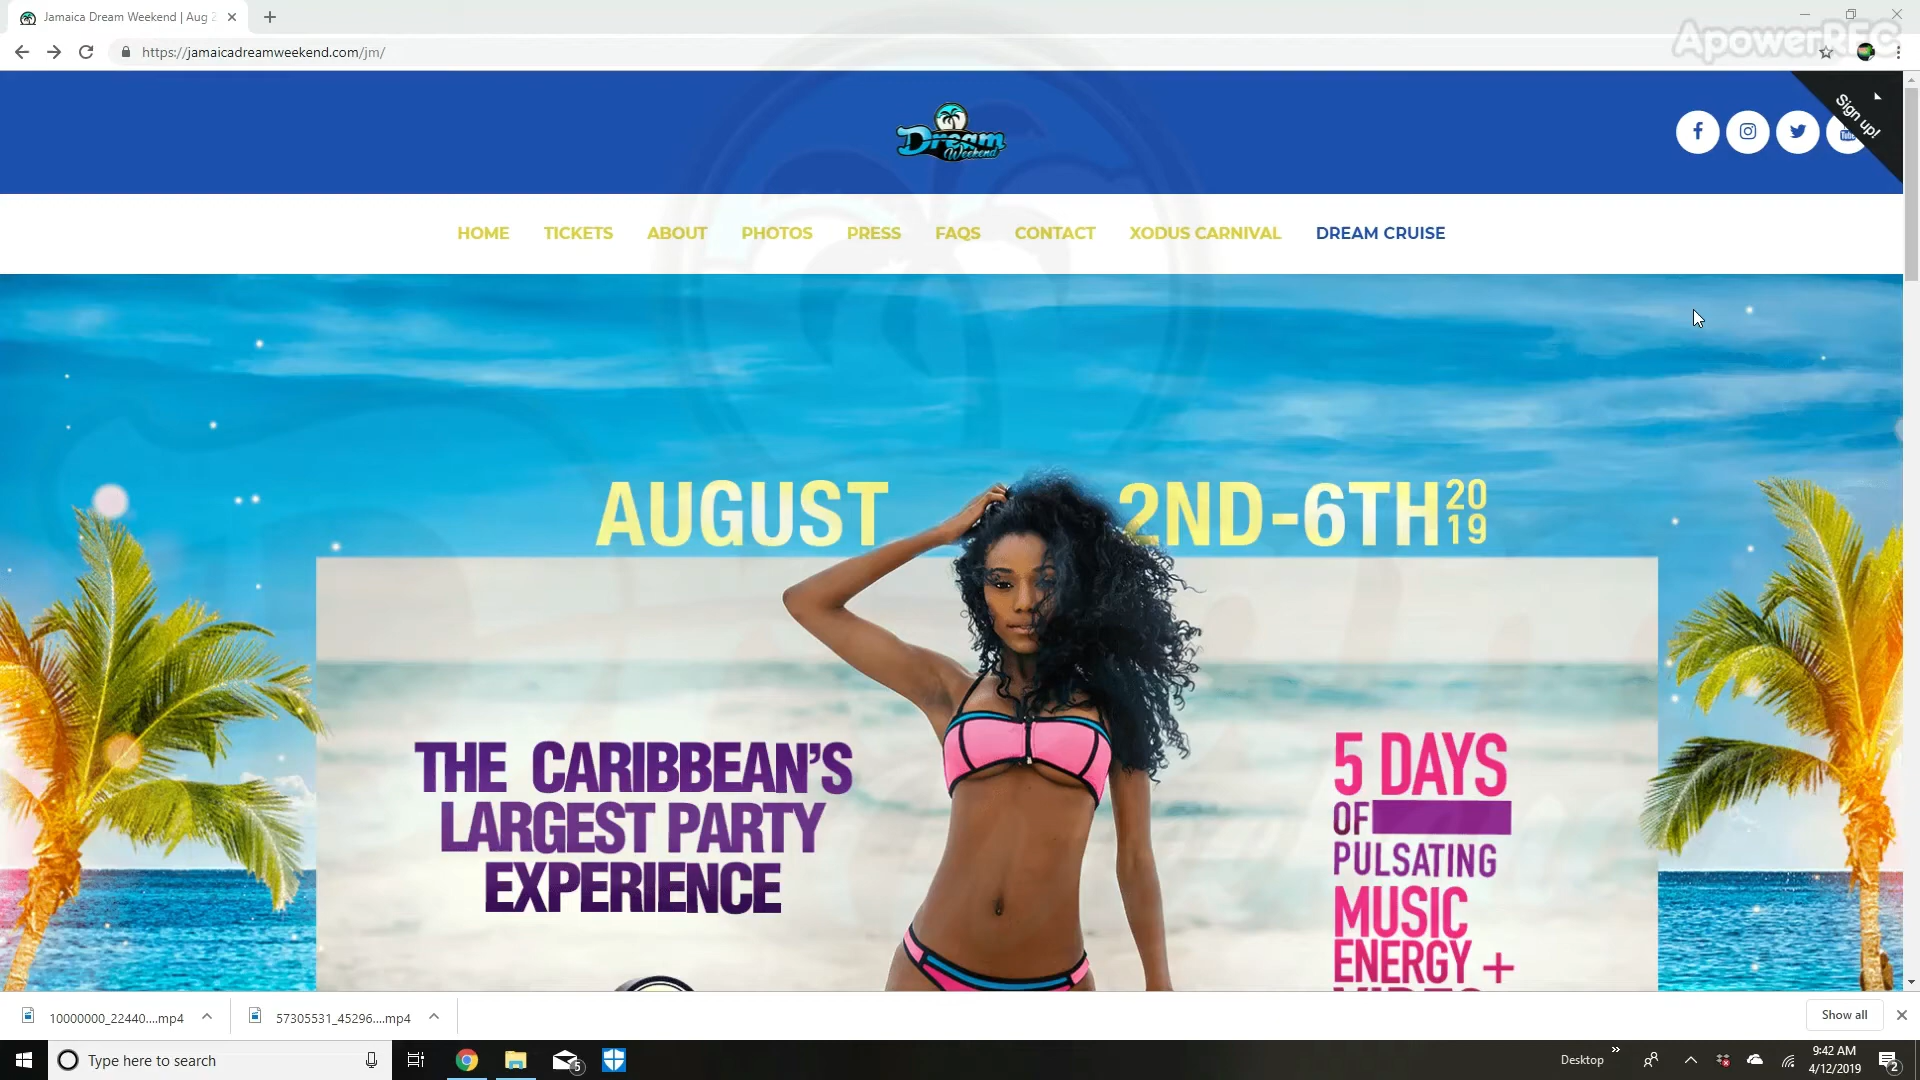 Jamaica Dream Weekend | Aug 2
ApowerREC
https://jamaicadreamweekend.com/jm/
Dream
Weekend
Sign up!
HOME TICKETS ABOUT PHOTOS PRESS FAQS CONTACT XODUS CARNIVAL DREAM CRUISE
AUGUST 2ND-6TH 2019
THE CARIBBEAN'S
LARGEST PARTY
EXPERIENCE
5 DAYS
OF
PULSATING
MUSIC
ENERGY +
10000000_22440....mp4
57305531_45296....mp4
Show all
Type here to search
5
Desktop
9:42 AM
4/12/2019
2